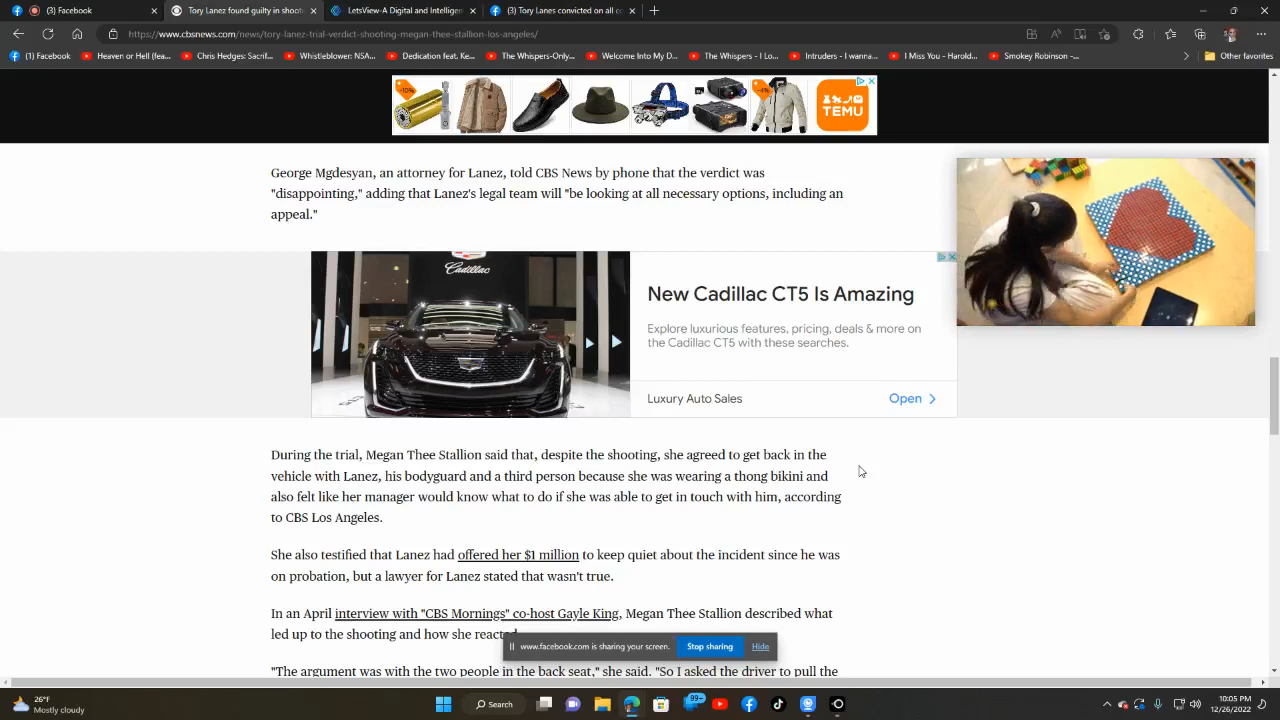 (3) Facebook
Tory Lanez found guilty in shooti
LetsView-A Digital and Intelligen
(3) Tory Lanes convicted on all co
https://www.cbsnews.com/news/tory-lanez-trial-verdict-shooting-megan-thee-stallion-los-angeles/
(1) Facebook
Heaven or Hell (fea...
Chris Hedges: Sacrif...
Whistleblower: NSA...
Dedication feat. Ke...
The Whispers-Only...
Welcome Into My D...
The Whispers - I Lo...
Intruders - I wanna...
I Miss You - Harold...
Smokey Robinson -...
Other favorites
-10%
-4%
TEMU
George Mgdesyan, an attorney for Lanez, told CBS News by phone that the verdict was
"disappointing," adding that Lanez's legal team will "be looking at all necessary options, including an
appeal."
Cadillac
New Cadillac CT5 Is Amazing
Explore luxurious features, pricing, deals & more on
the Cadillac CT5 with these searches.
Luxury Auto Sales
Open
During the trial, Megan Thee Stallion said that, despite the shooting, she agreed to get back in the
vehicle with Lanez, his bodyguard and a third person because she was wearing a thong bikini and
also felt like her manager would know what to do if she was able to get in touch with him, according
to CBS Los Angeles.
She also testified that Lanez had offered her $1 million to keep quiet about the incident since he was
on probation, but a lawyer for Lanez stated that wasn't true.
In an April interview with "CBS Mornings" co-host Gayle King, Megan Thee Stallion described what
led up to the shooting and how she reacted.
www.facebook.com is sharing your screen.
Stop sharing
Hide
"The argument was with the two people in the back seat," she said. "So I asked the driver to pull the
26°F
Mostly cloudy
Search
99+
10:05 PM
12/26/2022